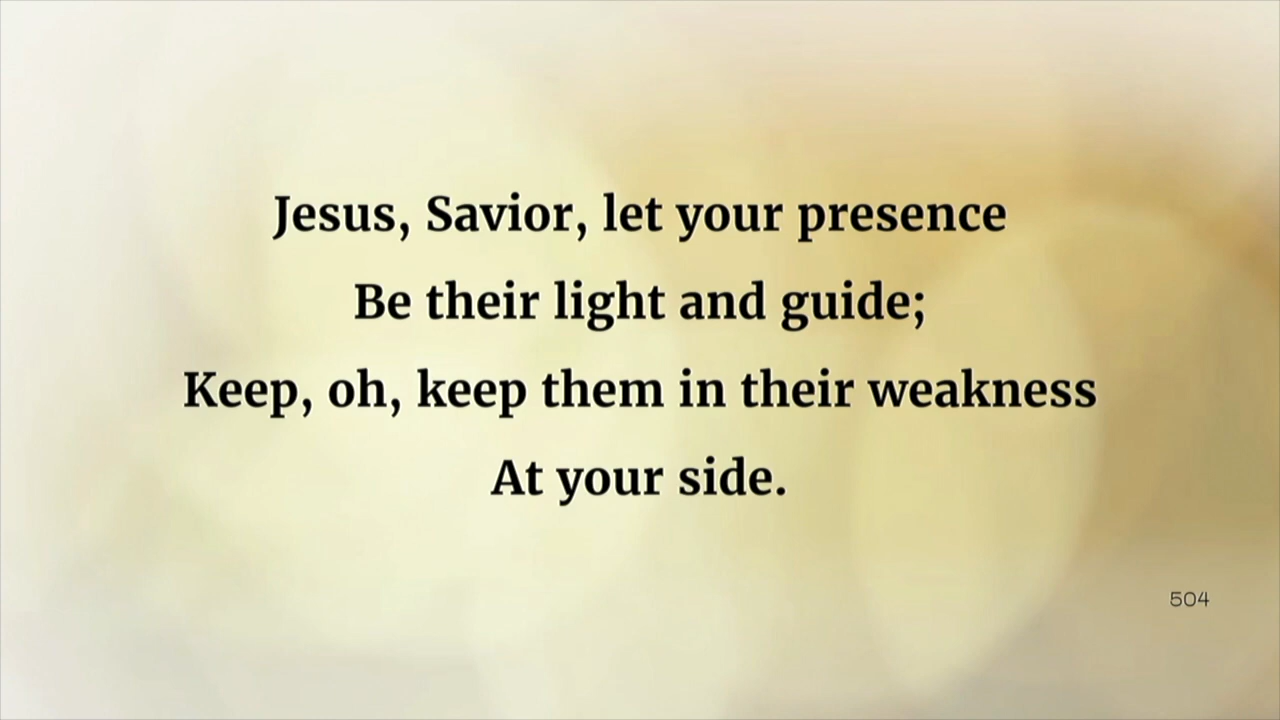 Jesus, Savior, let your presence
Be their light and guide;
Keep, oh, keep them in their weakness
At your side.
504